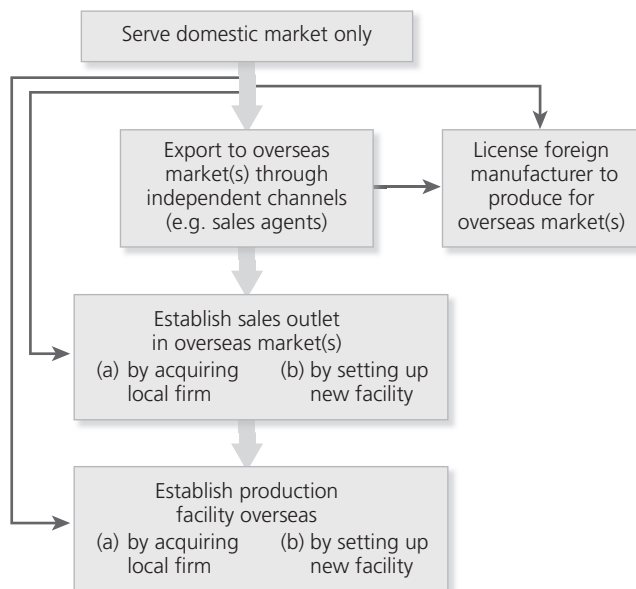 Serve domestic market only
Export to overseas
market(s) through
independent channels
(e.g. sales agents)
License foreign
manufacturer to
produce for
overseas market(s)
Establish sales outlet
in overseas market(s)
(a) by acquiring
local firm
(b) by setting up
new facility
Establish production
facility overseas
(a) by acquiring
local firm
(b) by setting up
new facility